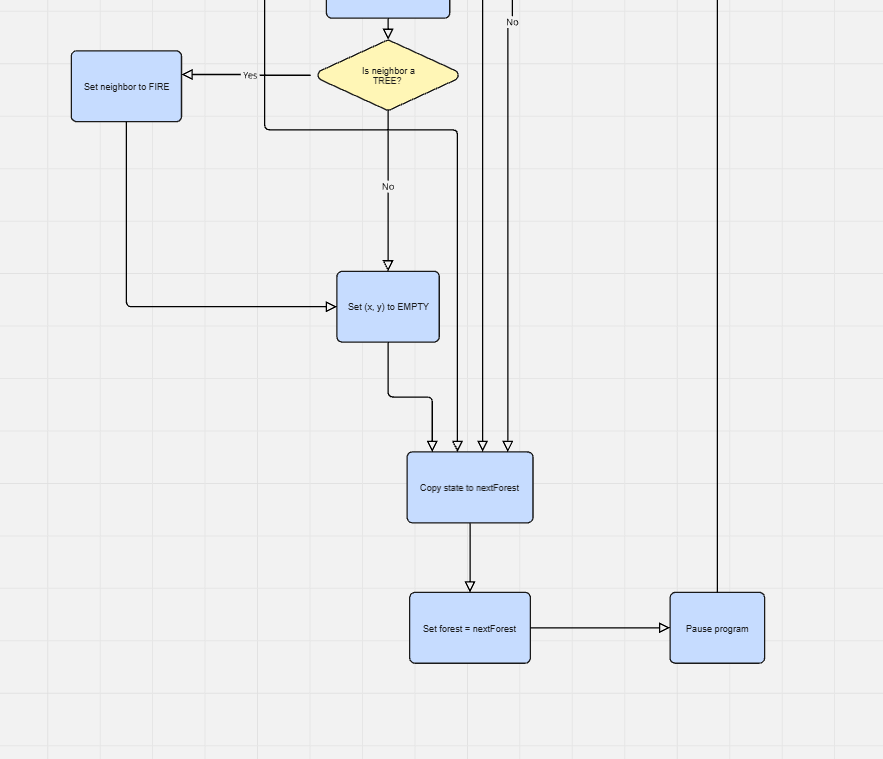 No
Is neighbor a
TREE?
Yes
Set neighbor to FIRE
No
Set (x, y) to EMPTY
Copy state to nextForest
Set forest = nextForest
Pause program